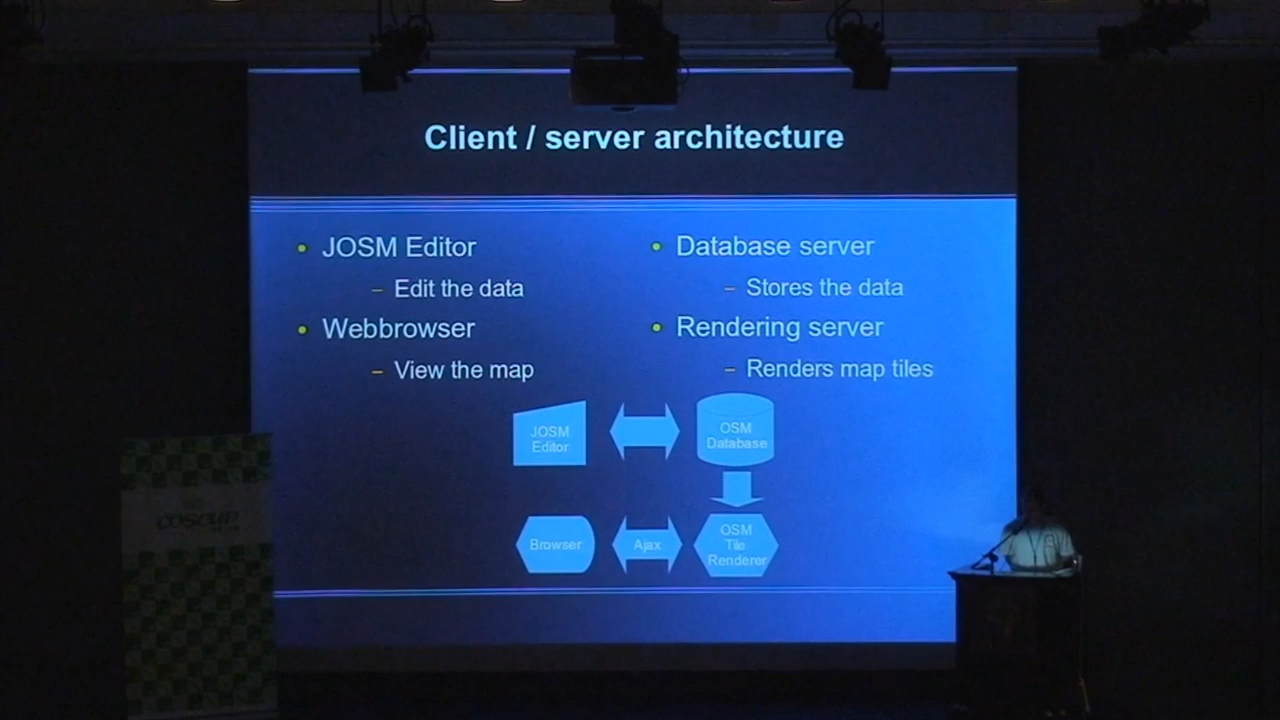 Client / server architecture
• JOSM Editor
– Edit the data
• Webbrowser
– View the map
• Database server
– Stores the data
• Rendering server
– Renders map tiles
JOSM
Editor
OSM
Database
Browser
Ajax
OSM
Tile
Renderer
COSCUP